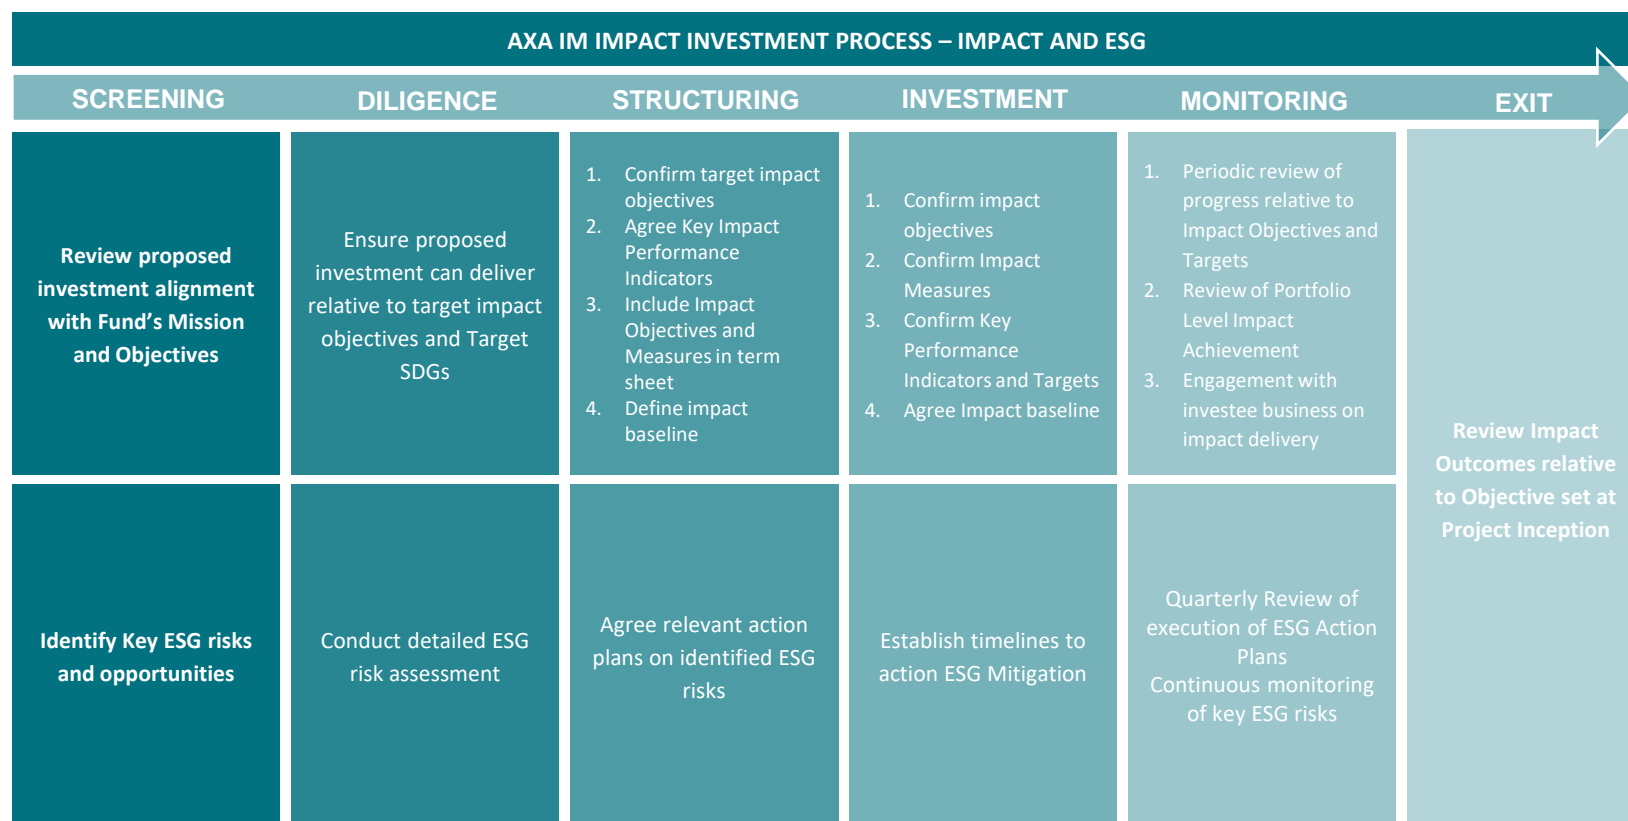 AXA IM IMPACT INVESTMENT PROCESS – IMPACT AND ESG
SCREENING
DILIGENCE
STRUCTURING
INVESTMENT
MONITORING
EXIT
Review proposed
investment alignment
with Fund's Mission
and Objectives
Ensure proposed
investment can deliver
relative to target impact
objectives and Target
SDGs
1. Confirm target impact
objectives
2. Agree Key Impact
Performance
Indicators
3. Include Impact
Objectives and
Measures in term
sheet
4. Define impact
baseline
1. Confirm impact
objectives
2. Confirm Impact
Measures
3. Confirm Key
Performance
Indicators and Targets
4. Agree Impact baseline
1. Periodic review of
progress relative to
Impact Objectives and
Targets
2. Review of Portfolio
Level Impact
Achievement
3. Engagement with
investee business on
impact delivery
Review Impact
Outcomes relative
to Objective set at
Project Inception
Identify Key ESG risks
and opportunities
Conduct detailed ESG
risk assessment
Agree relevant action
plans on identified ESG
risks
Establish timelines to
action ESG Mitigation
Quarterly Review of
execution of ESG Action
Plans
Continuous monitoring
of key ESG risks